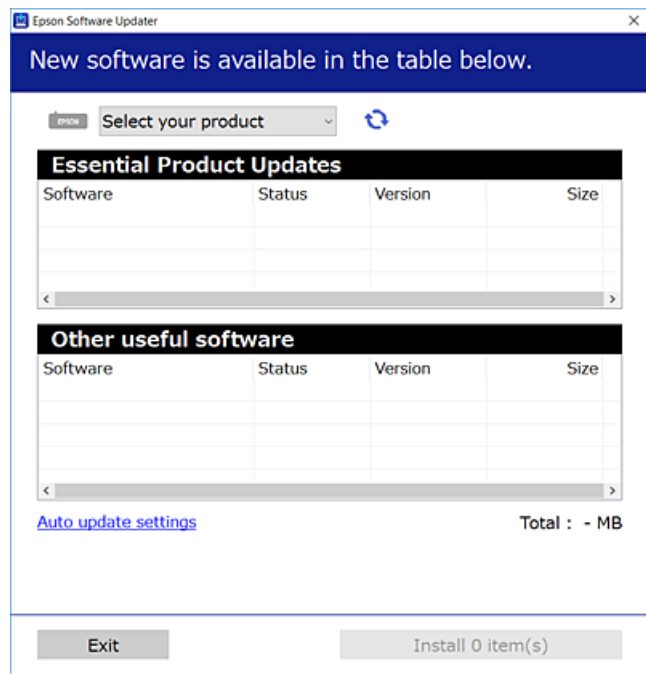 Epson Software Updater
New software is available in the table below.
EPSON Select your product
Essential Product Updates
Software Status Version Size
Other useful software
Software Status Version Size
Auto update settings Total : - MB
Exit Install 0 item(s)